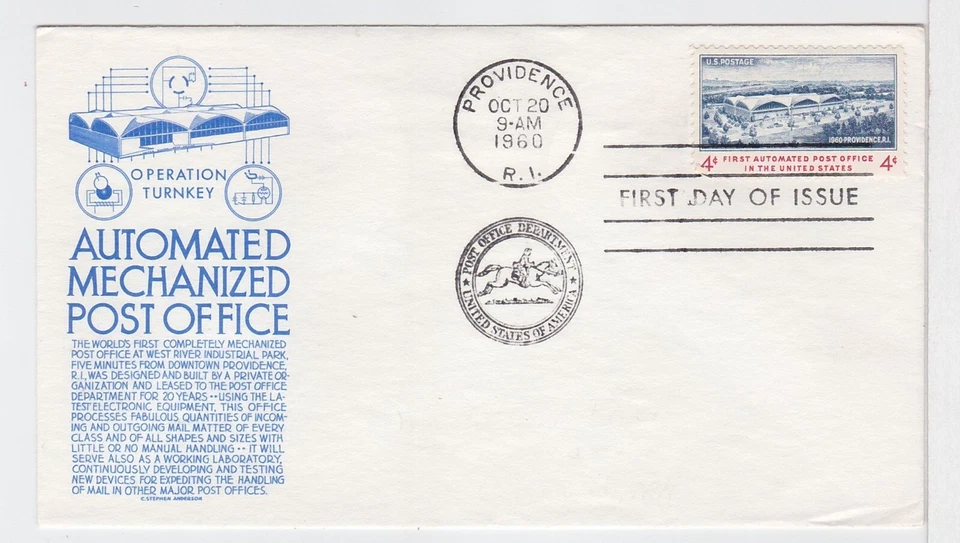 OPERATION
TURNKEY
AUTOMATED
MECHANIZED
POST OFFICE
THE WORLD'S FIRST COMPLETELY MECHANIZED
POST OFFICE AT WEST RIVER INDUSTRIAL PARK,
FIVE MINUTES FROM DOWNTOWN PROVIDENCE,
R.I., WAS DESIGNED AND BUILT BY A PRIVATE OR-
GANIZATION AND LEASED TO THE POST OFFICE
DEPARTMENT FOR 20 YEARS ·· USING THE LA-
TEST ELECTRONIC EQUIPMENT, THIS OFFICE
PROCESSES FABULOUS QUANTITIES OF INCOM-
ING AND OUTGOING MAIL MATTER OF EVERY
CLASS AND OF ALL SHAPES AND SIZES WITH
LITTLE OR NO MANUAL HANDLING ·· IT WILL
SERVE ALSO AS A WORKING LABORATORY,
CONTINUOUSLY DEVELOPING AND TESTING
NEW DEVICES FOR EXPEDITNG THE HANDLING
OF MAIL IN OTHER MAJOR POST OFFICES.
C. STEPHEN ANDERSON
PROVIDENCE
OCT 20
9-AM
1960
R.I.
POST OFFICE DEPARTMENT
★ UNITED STATES OF AMERICA ★
U.S. POSTAGE
1960·PROVIDENCE, R.I.
4¢ FIRST AUTOMATED POST OFFICE 4¢
IN THE UNITED STATES
FIRST DAY OF ISSUE